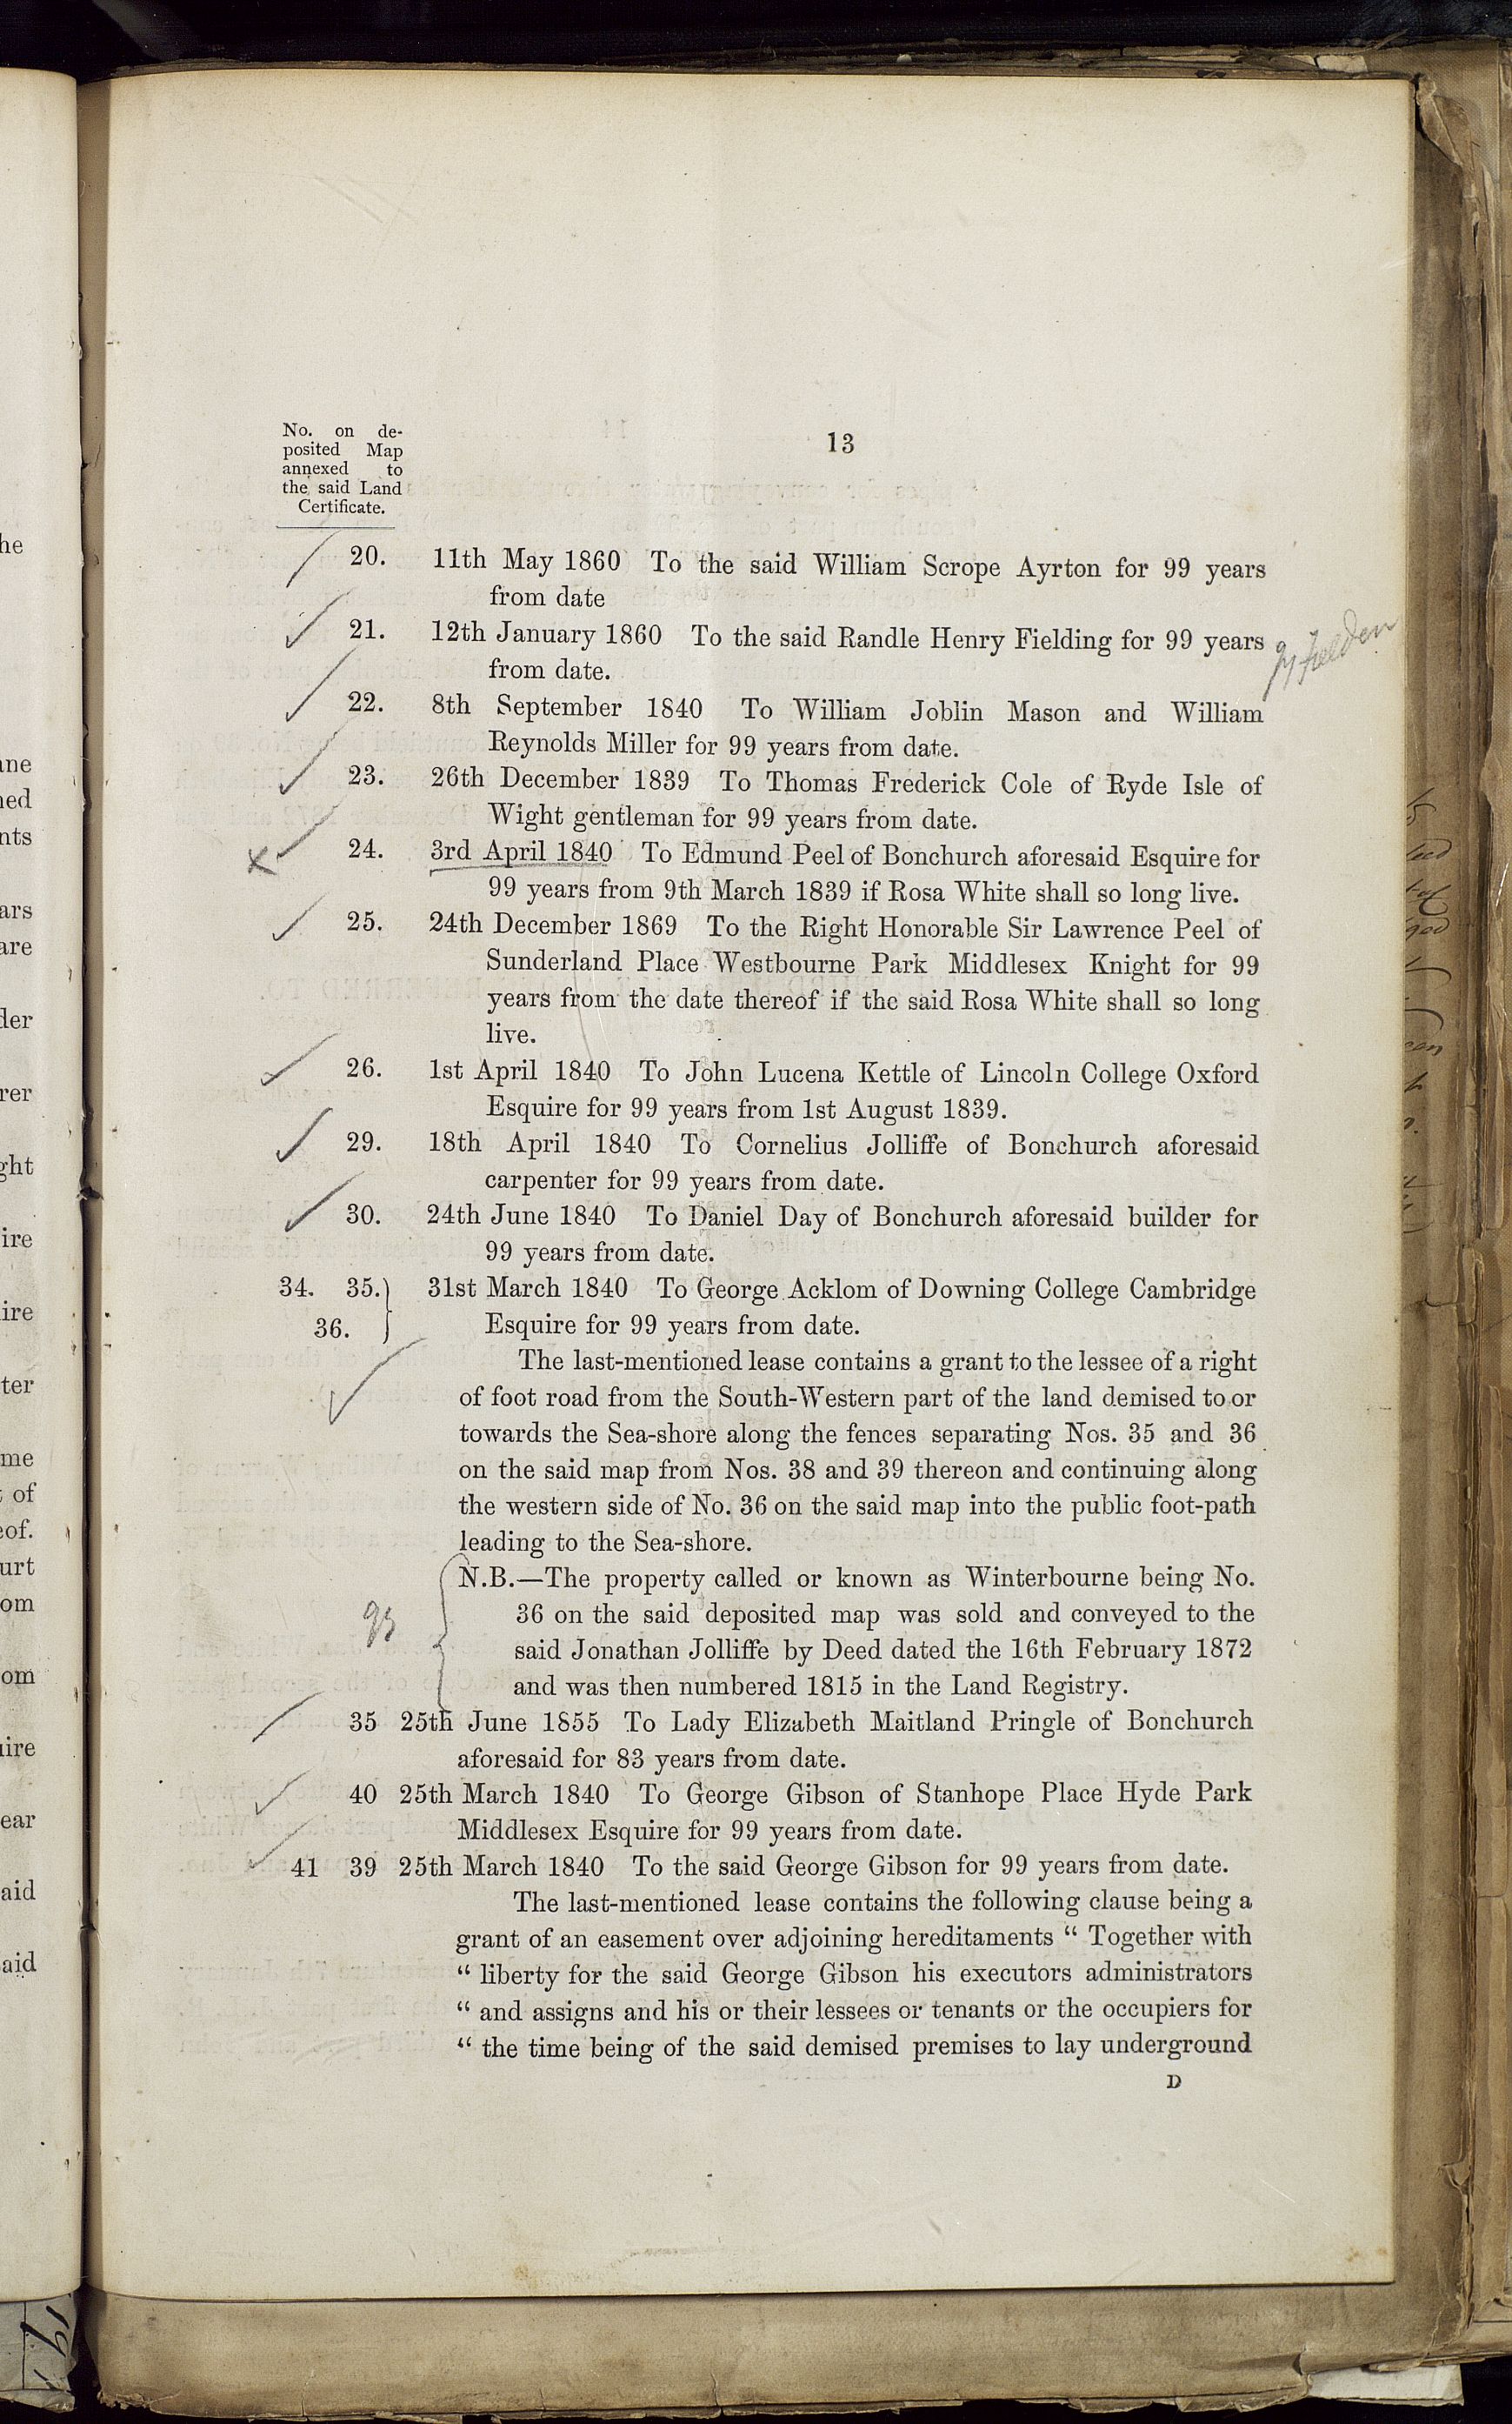 No. on de-
posited Map
annexed to
the said Land
Certificate.
13
20. 11th May 1860 To the said William Scrope Ayrton for 99 years
from date
21. 12th January 1860 To the said Randle Henry Fielding for 99 years
from date.
22. 8th September 1840 To William Joblin Mason and William
Reynolds Miller for 99 years from date.
23. 26th December 1839 To Thomas Frederick Cole of Ryde Isle of
Wight gentleman for 99 years from date.
24. 3rd April 1840 To Edmund Peel of Bonchurch aforesaid Esquire for
99 years from 9th March 1839 if Rosa White shall so long live.
25. 24th December 1869 To the Right Honorable Sir Lawrence Peel of
Sunderland Place Westbourne Park Middlesex Knight for 99
years from the date thereof if the said Rosa White shall so long
live.
26. 1st April 1840 To John Lucena Kettle of Lincoln College Oxford
Esquire for 99 years from 1st August 1839.
29. 18th April 1840 To Cornelius Jolliffe of Bonchurch aforesaid
carpenter for 99 years from date.
30. 24th June 1840 To Daniel Day of Bonchurch aforesaid builder for
99 years from date.
34. 35. 31st March 1840 To George Acklom of Downing College Cambridge
36. Esquire for 99 years from date.
The last-mentioned lease contains a grant to the lessee of a right
of foot road from the South-Western part of the land demised to or
towards the Sea-shore along the fences separating Nos. 35 and 36
on the said map from Nos. 38 and 39 thereon and continuing along
the western side of No. 36 on the said map into the public foot-path
leading to the Sea-shore.
N.B.—The property called or known as Winterbourne being No.
36 on the said deposited map was sold and conveyed to the
said Jonathan Jolliffe by Deed dated the 16th February 1872
and was then numbered 1815 in the Land Registry.
35 25th June 1855 To Lady Elizabeth Maitland Pringle of Bonchurch
aforesaid for 83 years from date.
40 25th March 1840 To George Gibson of Stanhope Place Hyde Park
Middlesex Esquire for 99 years from date.
41 39 25th March 1840 To the said George Gibson for 99 years from date.
The last-mentioned lease contains the following clause being a
grant of an easement over adjoining hereditaments “ Together with
“ liberty for the said George Gibson his executors administrators
“ and assigns and his or their lessees or tenants or the occupiers for
“ the time being of the said demised premises to lay underground
D